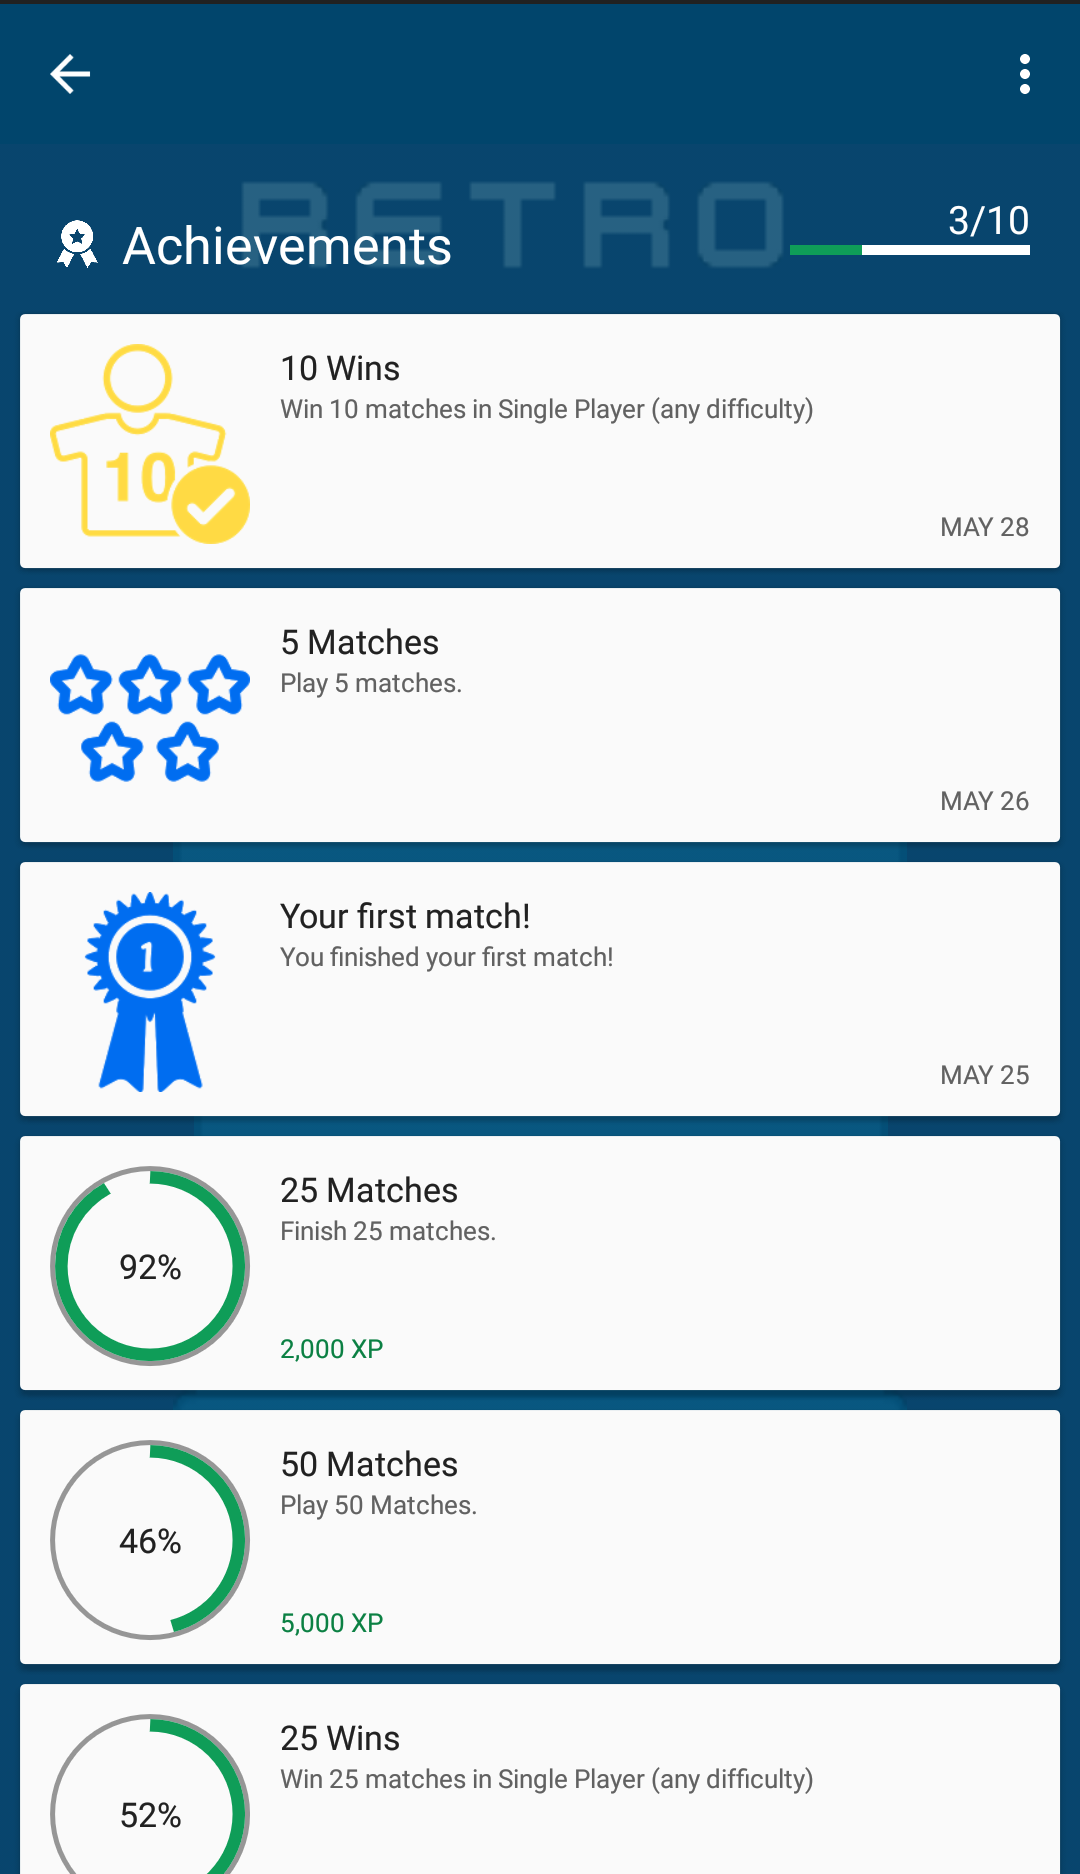 RETRO
Achievements
3/10
10 Wins
Win 10 matches in Single Player (any difficulty)
10
MAY 28
5 Matches
Play 5 matches.
MAY 26
Your first match!
You finished your first match!
1
MAY 25
25 Matches
Finish 25 matches.
92%
2,000 XP
50 Matches
Play 50 Matches.
46%
5,000 XP
25 Wins
Win 25 matches in Single Player (any difficulty)
52%